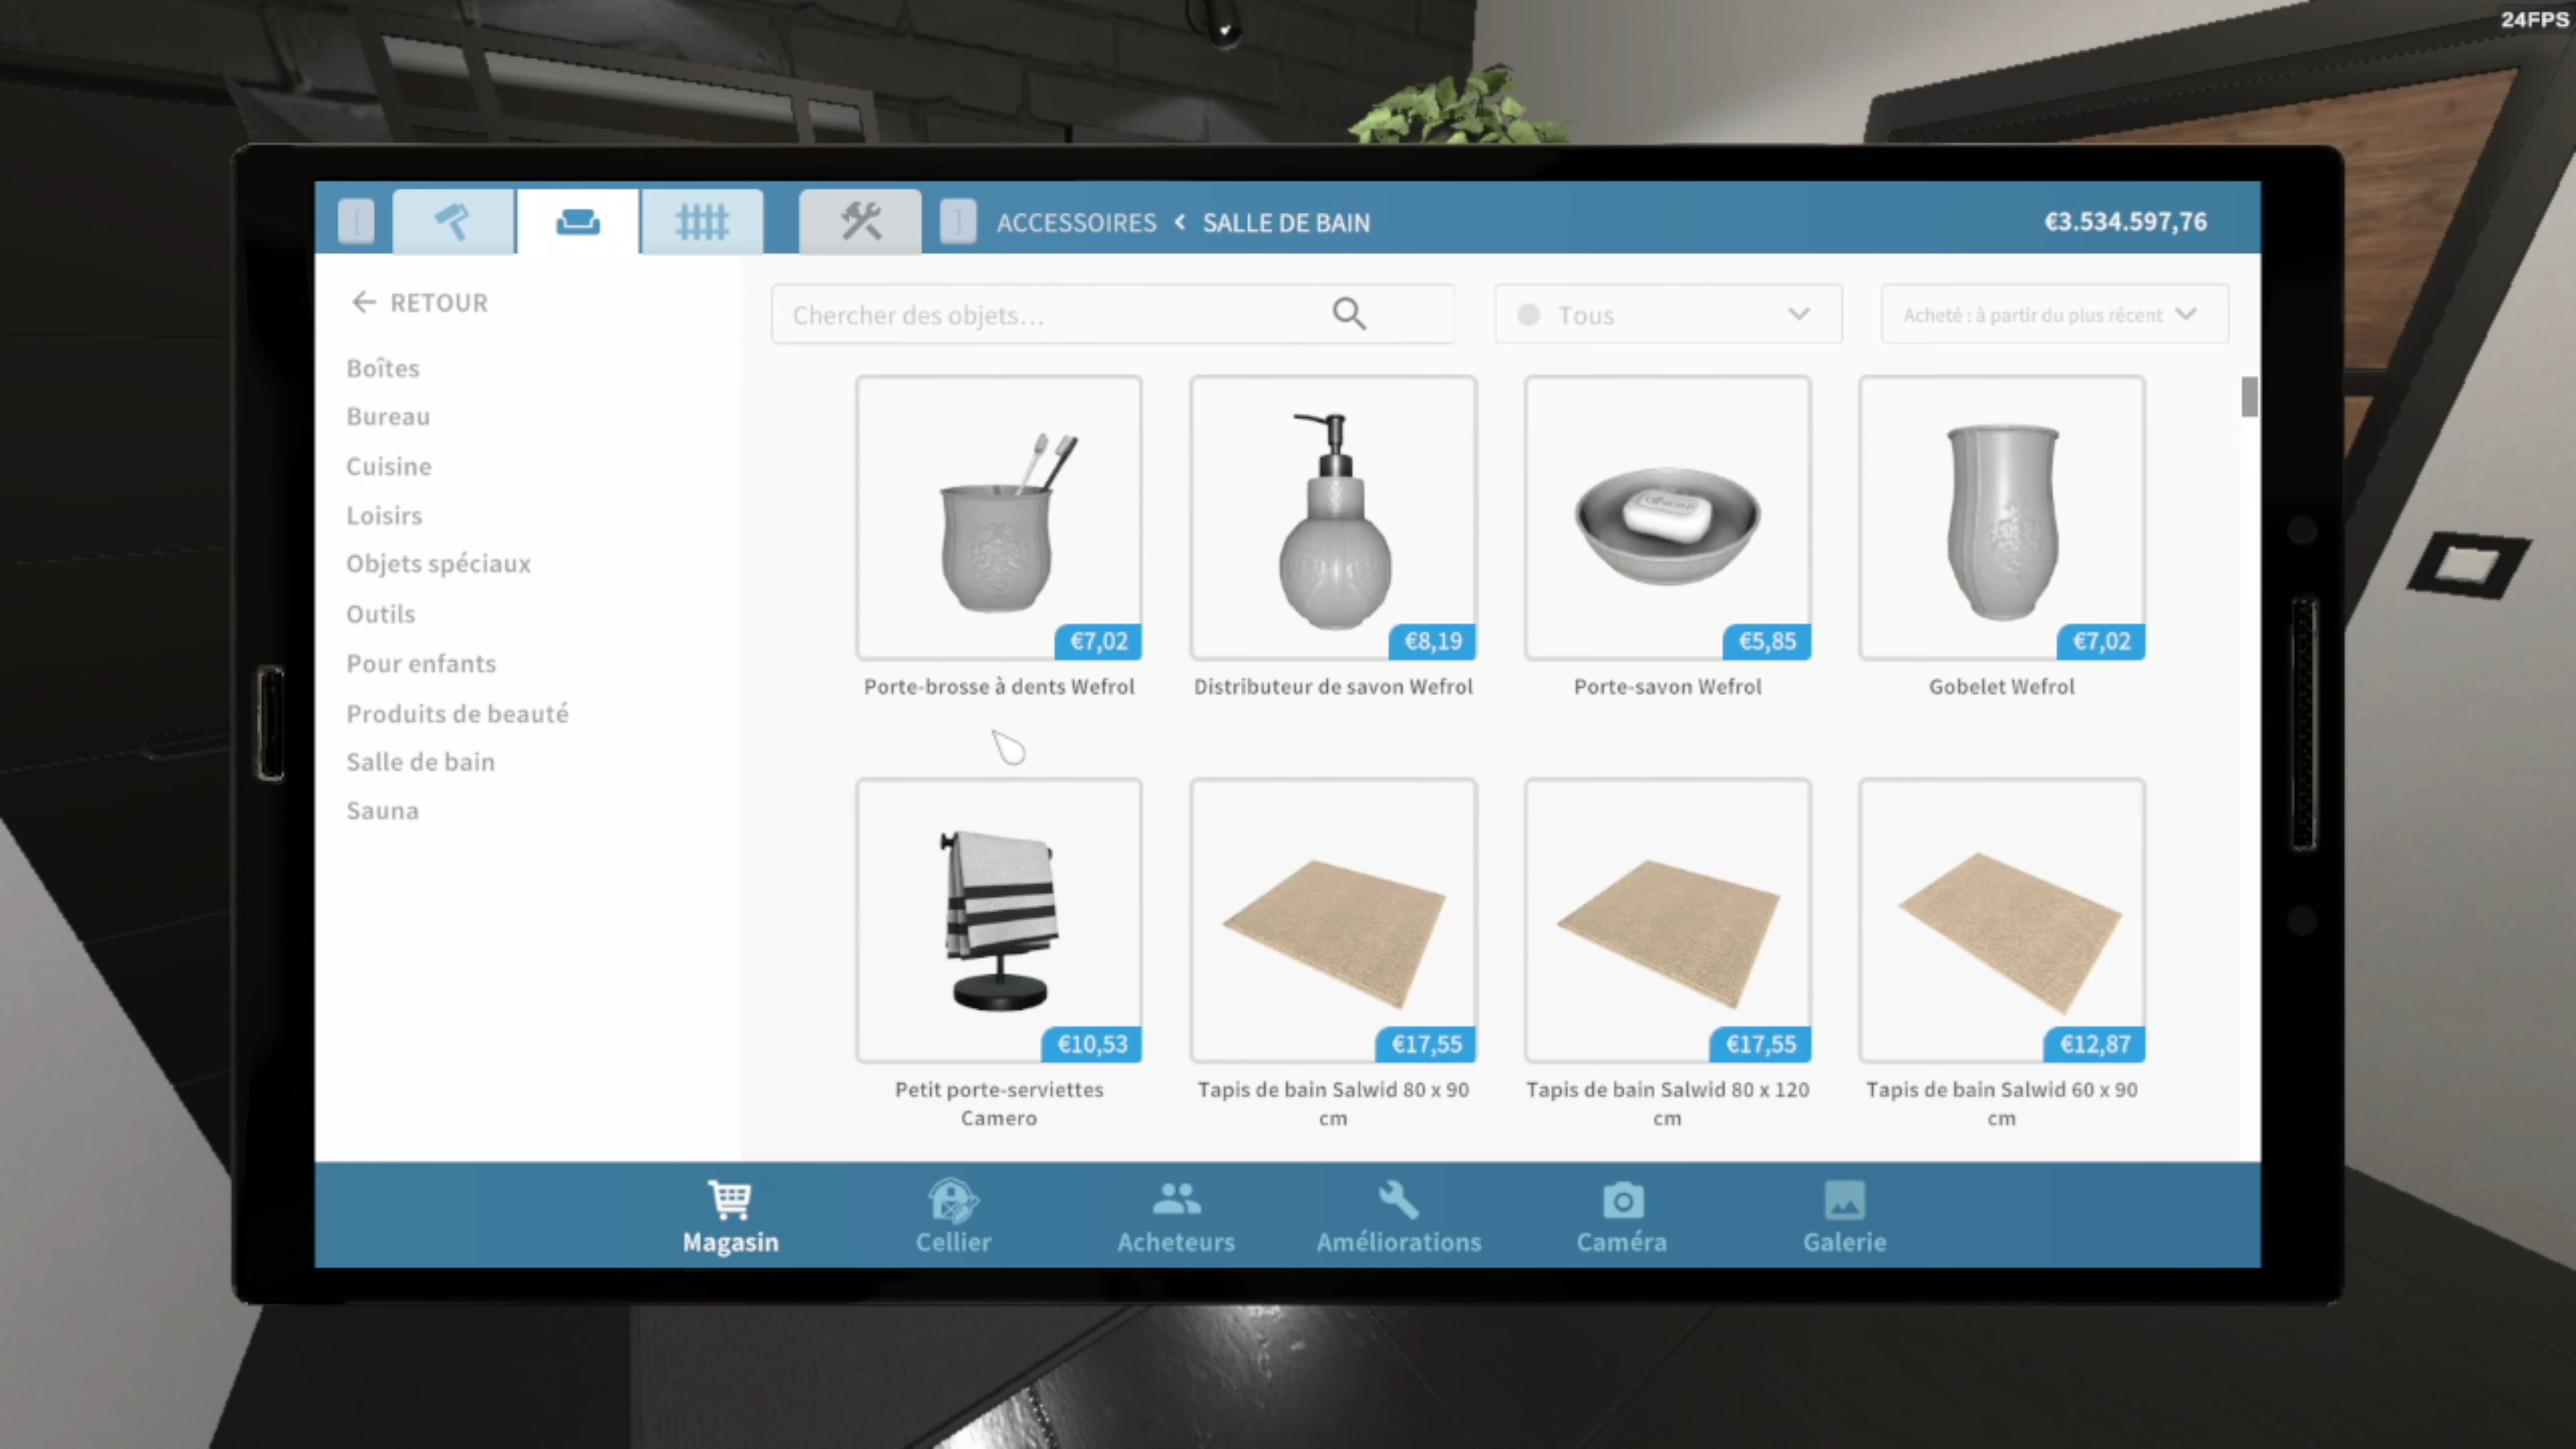 24FPS
[
]
ACCESSOIRES < SALLE DE BAIN
€3.534.597,76
RETOUR
Boîtes
Bureau
Cuisine
Loisirs
Objets spéciaux
Outils
Pour enfants
Produits de beauté
Salle de bain
Sauna
Chercher des objets...
Tous
Acheté : à partir du plus récent
€7,02
€8,19
€5,85
€7,02
Porte-brosse à dents Wefrol
Distributeur de savon Wefrol
Porte-savon Wefrol
Gobelet Wefrol
€10,53
€17,55
€17,55
€12,87
Petit porte-serviettes
Camero
Tapis de bain Salwid 80 x 90
cm
Tapis de bain Salwid 80 x 120
cm
Tapis de bain Salwid 60 x 90
cm
Magasin
Cellier
Acheteurs
Améliorations
Caméra
Galerie